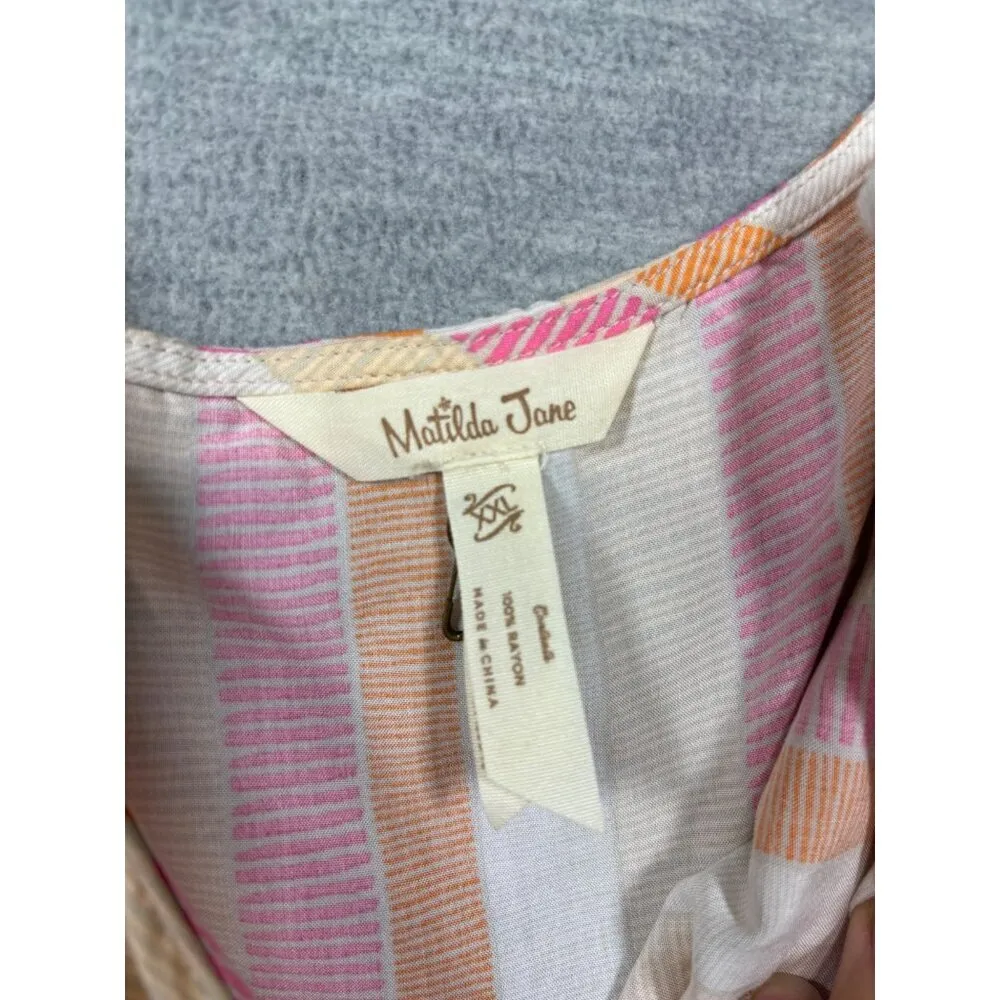 Matilda Jane
XXL
Contents
100% RAYON
MADE in CHINA